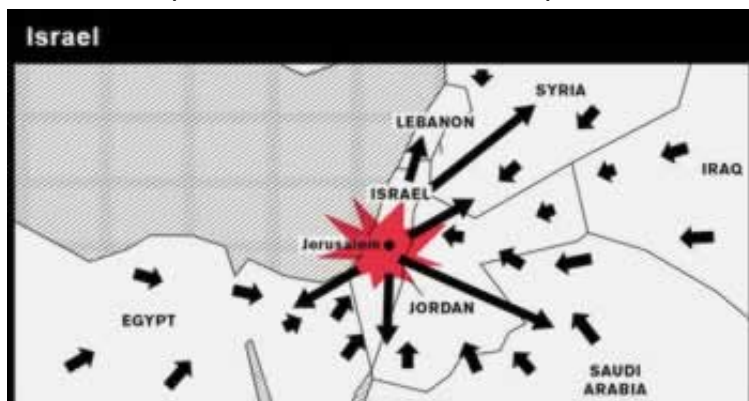 Israel
SYRIA
LEBANON
IRAQ
ISRAEL
Jerusalem
JORDAN
EGYPT
SAUDI
ARABIA